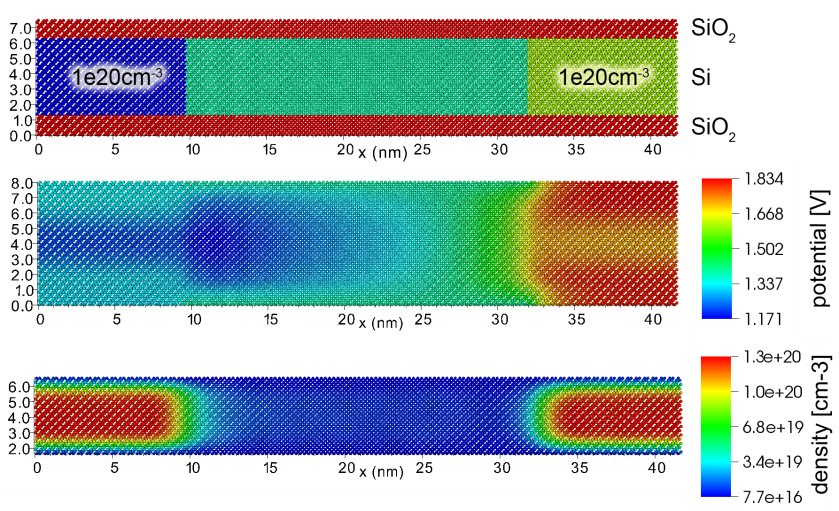 7.0
6.0
5.0
4.0
3.0
2.0
1.0
0.0
1e20cm-3
1e20cm-3
SiO2
Si
SiO2
0 5 10 15 20 25 30 35 40
x (nm)
8.0
7.0
6.0
5.0
4.0
3.0
2.0
1.0
0.0
0 5 10 15 20 25 30 35 40
x (nm)
1.834
1.668
1.502
1.337
1.171
potential [V]
6.0
5.0
4.0
3.0
2.0
0 5 10 15 20 25 30 35 40
x (nm)
1.3e+20
1.0e+20
6.8e+19
3.4e+19
7.7e+16
density [cm-3]